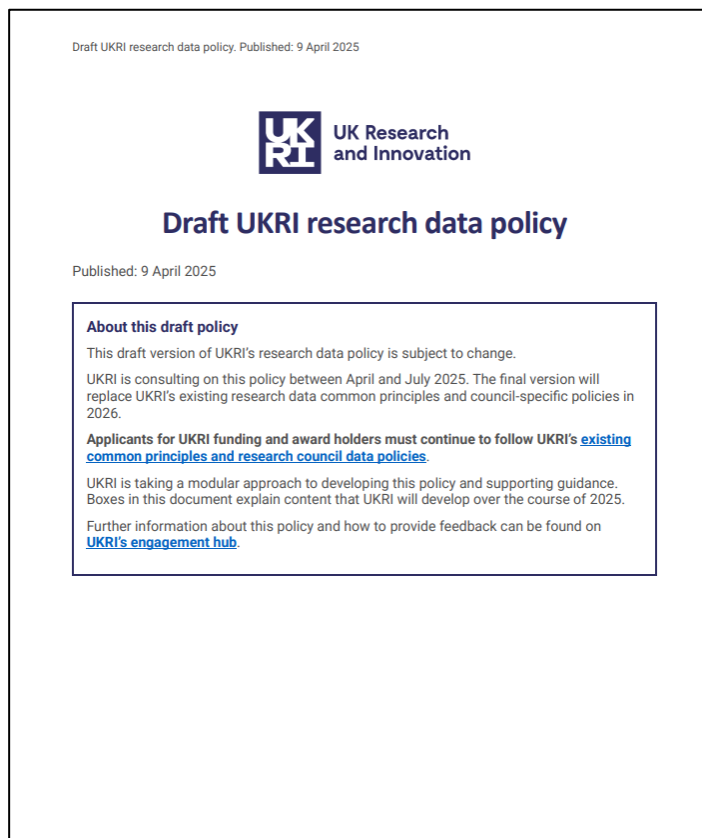 Draft UKRI research data policy. Published: 9 April 2025
UK
RI
UK Research
and Innovation
Draft UKRI research data policy
Published: 9 April 2025
About this draft policy
This draft version of UKRI's research data policy is subject to change.
UKRI is consulting on this policy between April and July 2025. The final version will
replace UKRI's existing research data common principles and council-specific policies in
2026.
Applicants for UKRI funding and award holders must continue to follow UKRI's existing
common principles and research council data policies.
UKRI is taking a modular approach to developing this policy and supporting guidance.
Boxes in this document explain content that UKRI will develop over the course of 2025.
Further information about this policy and how to provide feedback can be found on
UKRI's engagement hub.